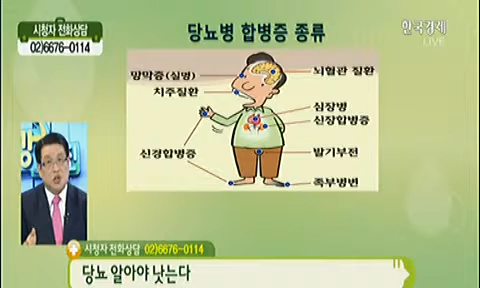 시청자 전화상담
02)6676-0114
당뇨병 합병증 종류
한국경제
LIVE
망막증(실명)
치주질환
신경합병증
뇌혈관 질환
심장병
신장합병증
발기부전
족부병변
시청자 전화상담 02)6676-0114
당뇨 알아야 낫는다